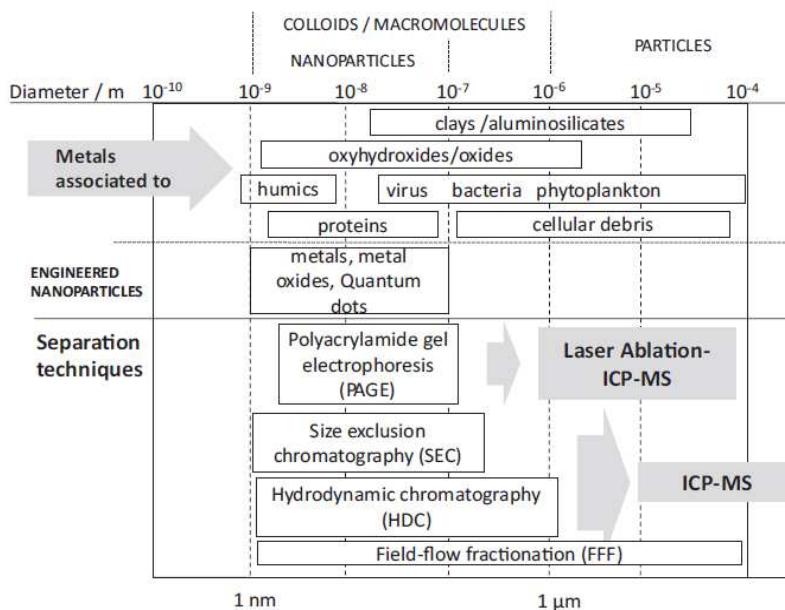 COLLOIDS / MACROMOLECULES
PARTICLES
NANOPARTICLES
Diameter / m 10-10 10-9 10-8 10-7 10-6 10-5 10-4
clays /aluminosilicates
Metals
associated to
oxyhydroxides/oxides
humics
virus bacteria phytoplankton
proteins
cellular debris
ENGINEERED
NANOPARTICLES
metals, metal
oxides, Quantum
dots
Separation
techniques
Polyacrylamide gel
electrophoresis
(PAGE)
Laser Ablation-
ICP-MS
Size exclusion
chromatography (SEC)
Hydrodynamic chromatography
(HDC)
ICP-MS
Field-flow fractionation (FFF)
1 nm
1 µm